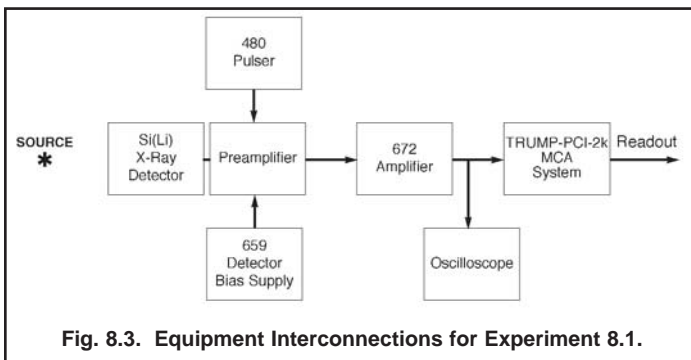 480
Pulser
SOURCE
*
Si(Li)
X-Ray
Detector
Preamplifier
672
Amplifier
TRUMP-PCI-2k
MCA
System
Readout
659
Detector
Bias Supply
Oscilloscope
Fig. 8.3. Equipment Interconnections for Experiment 8.1.